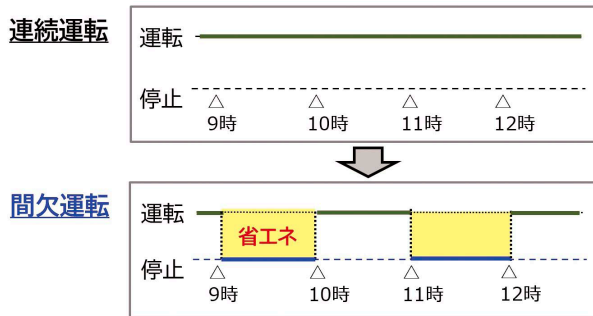 連続運転
運転
停止
△ △ △ △
9時 10時 11時 12時
間欠運転
運転
省エネ
停止
△ △ △ △
9時 10時 11時 12時